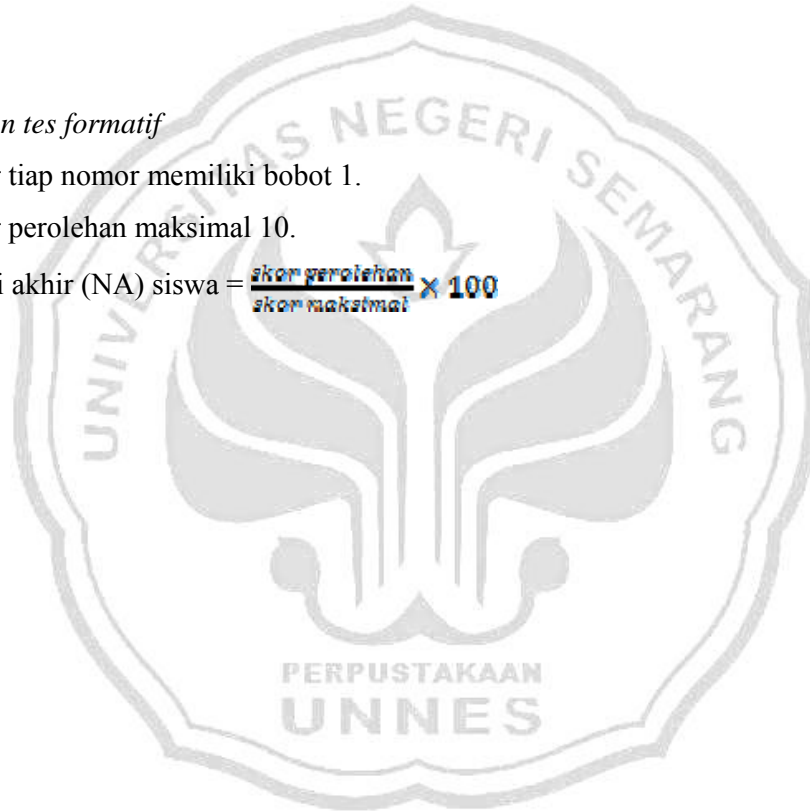 n tes formatif
tiap nomor memiliki bobot 1.
perolehan maksimal 10.
i akhir (NA) siswa = skor perolehan / skor maksimal × 100
UNIVERSITAS NEGERI SEMARANG
PERPUSTAKAAN
UNNES